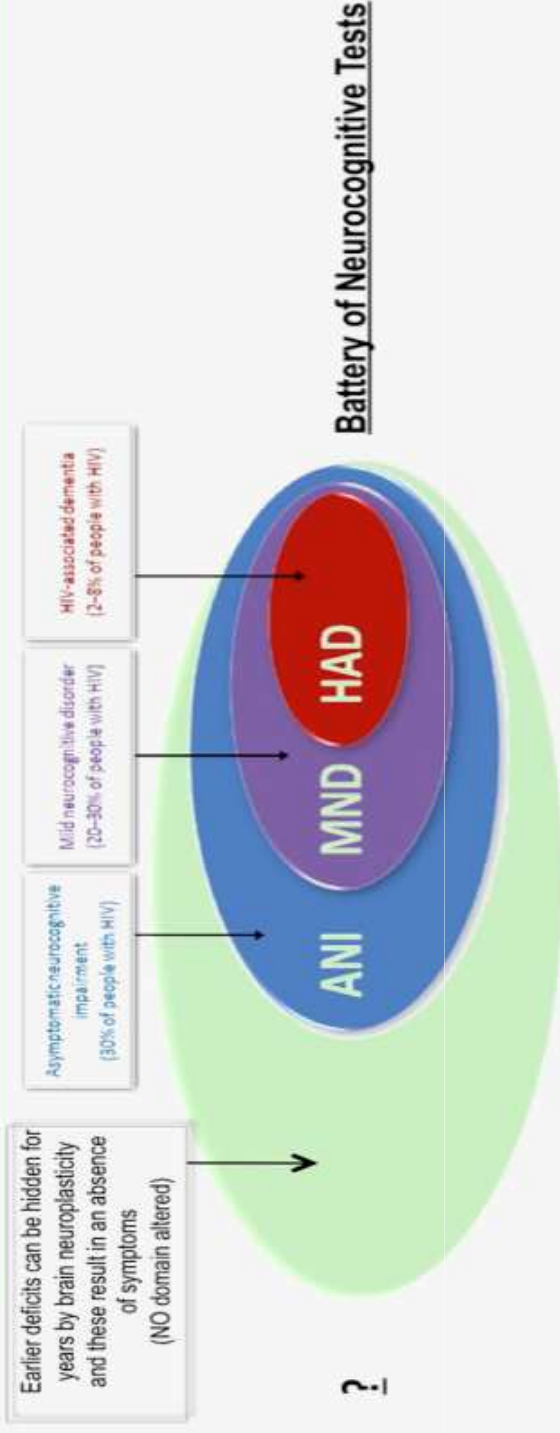 Earlier deficits can be hidden for
years by brain neuroplasticity
and these result in an absence
of symptoms
(NO domain altered)
Asymptomatic neurocognitive
impairment
(30% of people with HIV)
Mild neurocognitive disorder
(20–30% of people with HIV)
HIV-associated dementia
(2–8% of people with HIV)
?
ANI
MND
HAD
Battery of Neurocognitive Tests